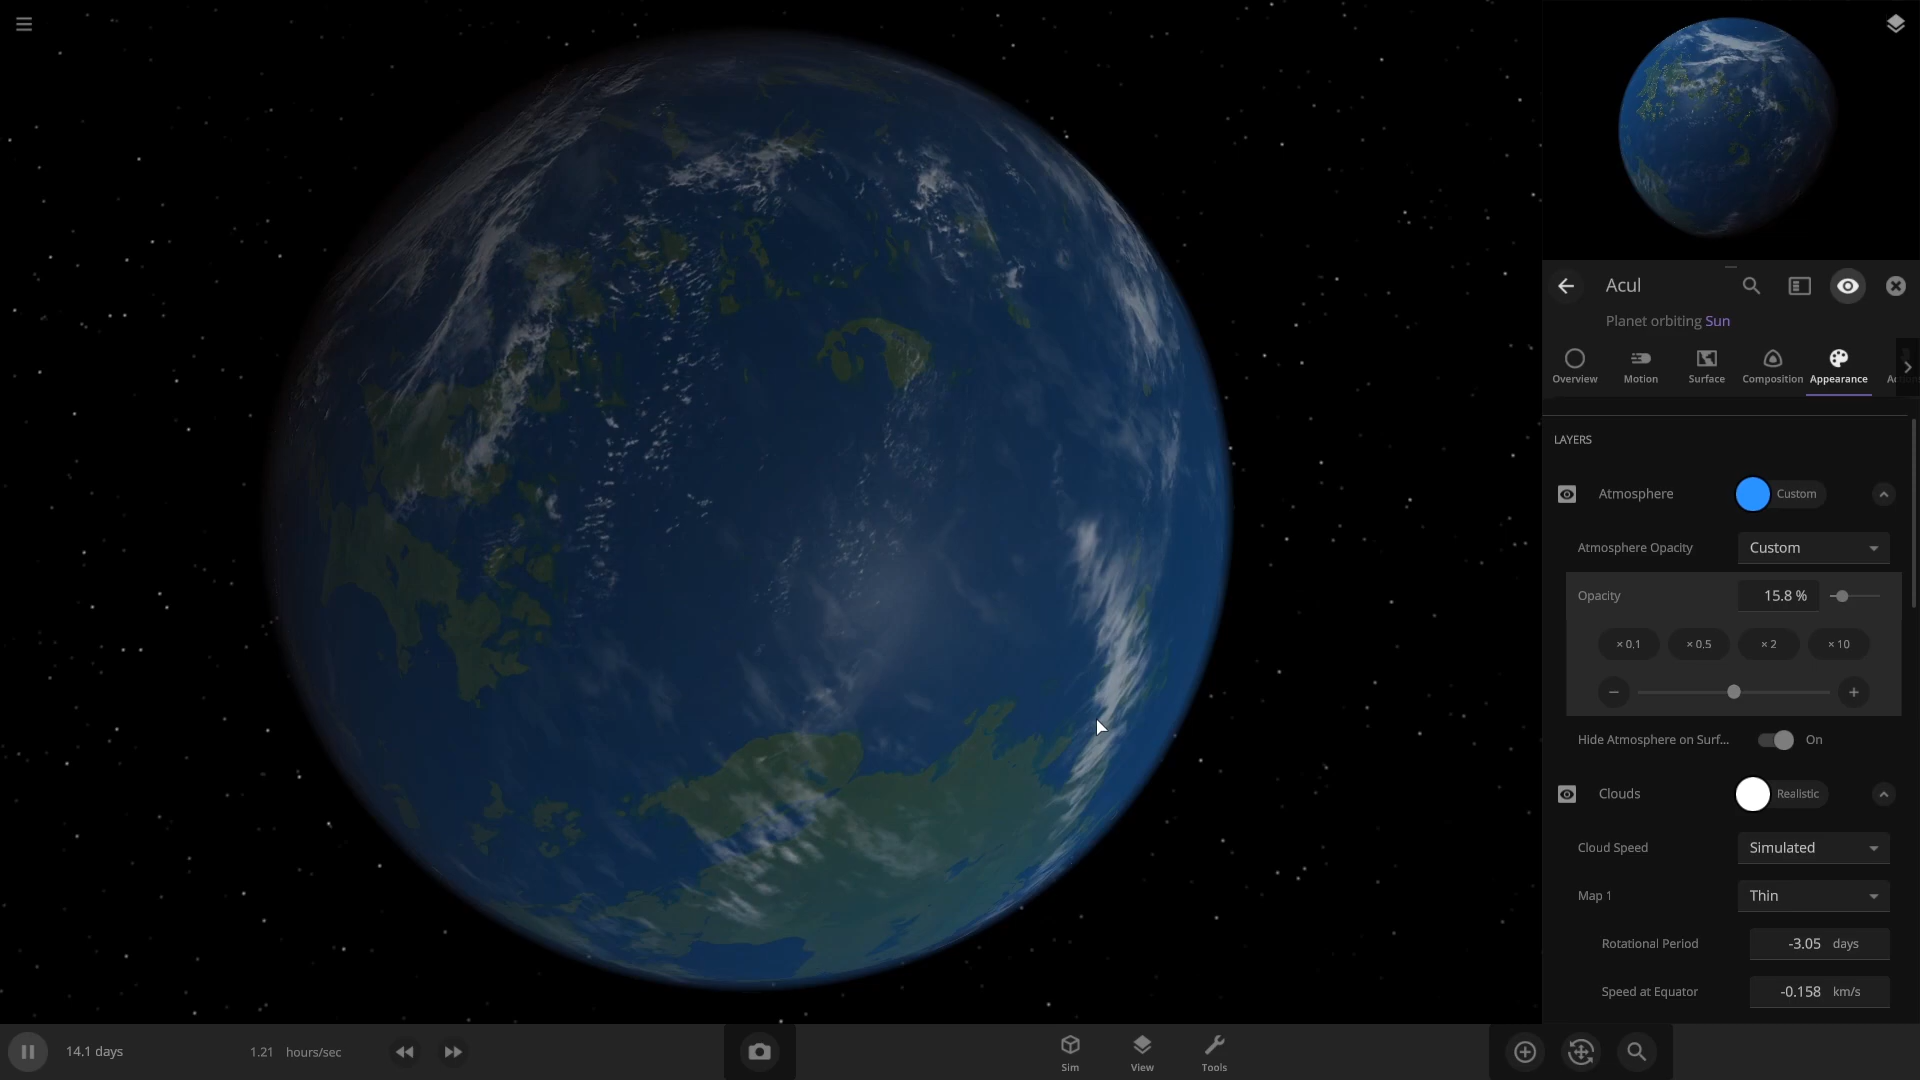 Acul
Planet orbiting Sun
Overview Motion Surface Composition Appearance
LAYERS
Atmosphere Custom
Atmosphere Opacity Custom
Opacity 15.8 %
× 0.1 × 0.5 × 2 × 10
Hide Atmosphere on Surf... On
Clouds Realistic
Cloud Speed Simulated
Map 1 Thin
Rotational Period -3.05 days
Speed at Equator -0.158 km/s
14.1 days 1.21 hours/sec
Sim View Tools